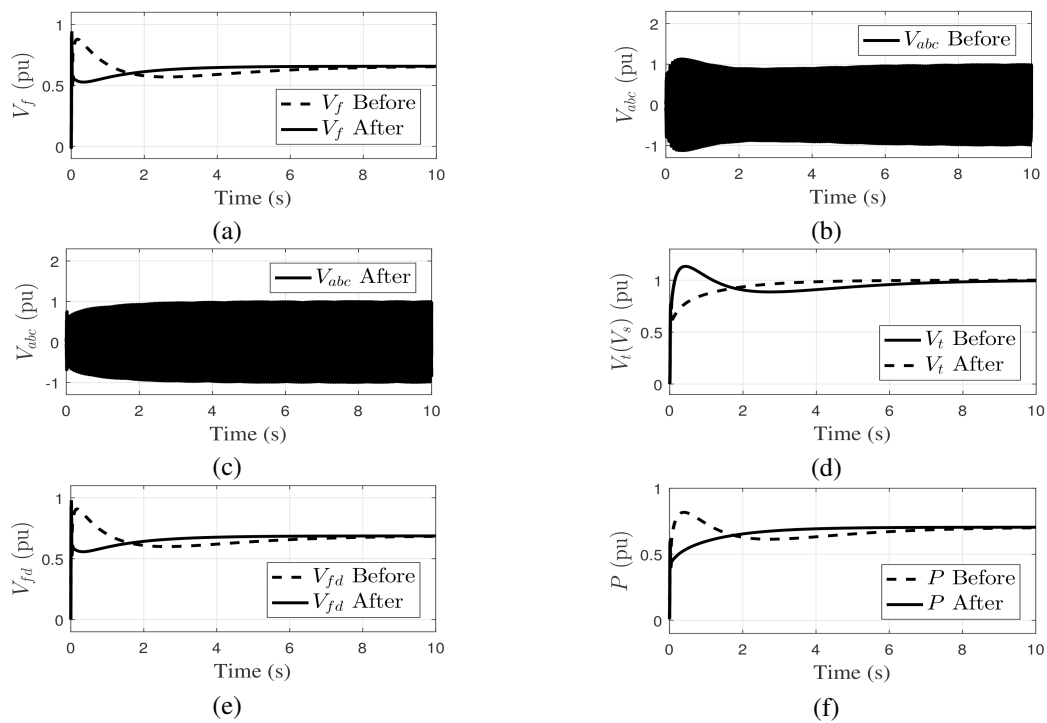 1
0.5
0
V_f (pu)
V_f Before
V_f After
0 2 4 6 8 10
Time (s)
(a)
2
1
0
-1
V_abc (pu)
V_abc Before
0 2 4 6 8 10
Time (s)
(b)
2
1
0
-1
V_abc (pu)
V_abc After
0 2 4 6 8 10
Time (s)
(c)
1
0.5
0
V_t(V_s) (pu)
V_t Before
V_t After
0 2 4 6 8 10
Time (s)
(d)
1
0.5
0
V_fd (pu)
V_fd Before
V_fd After
0 2 4 6 8 10
Time (s)
(e)
1
0.5
0
P (pu)
P Before
P After
0 2 4 6 8 10
Time (s)
(f)